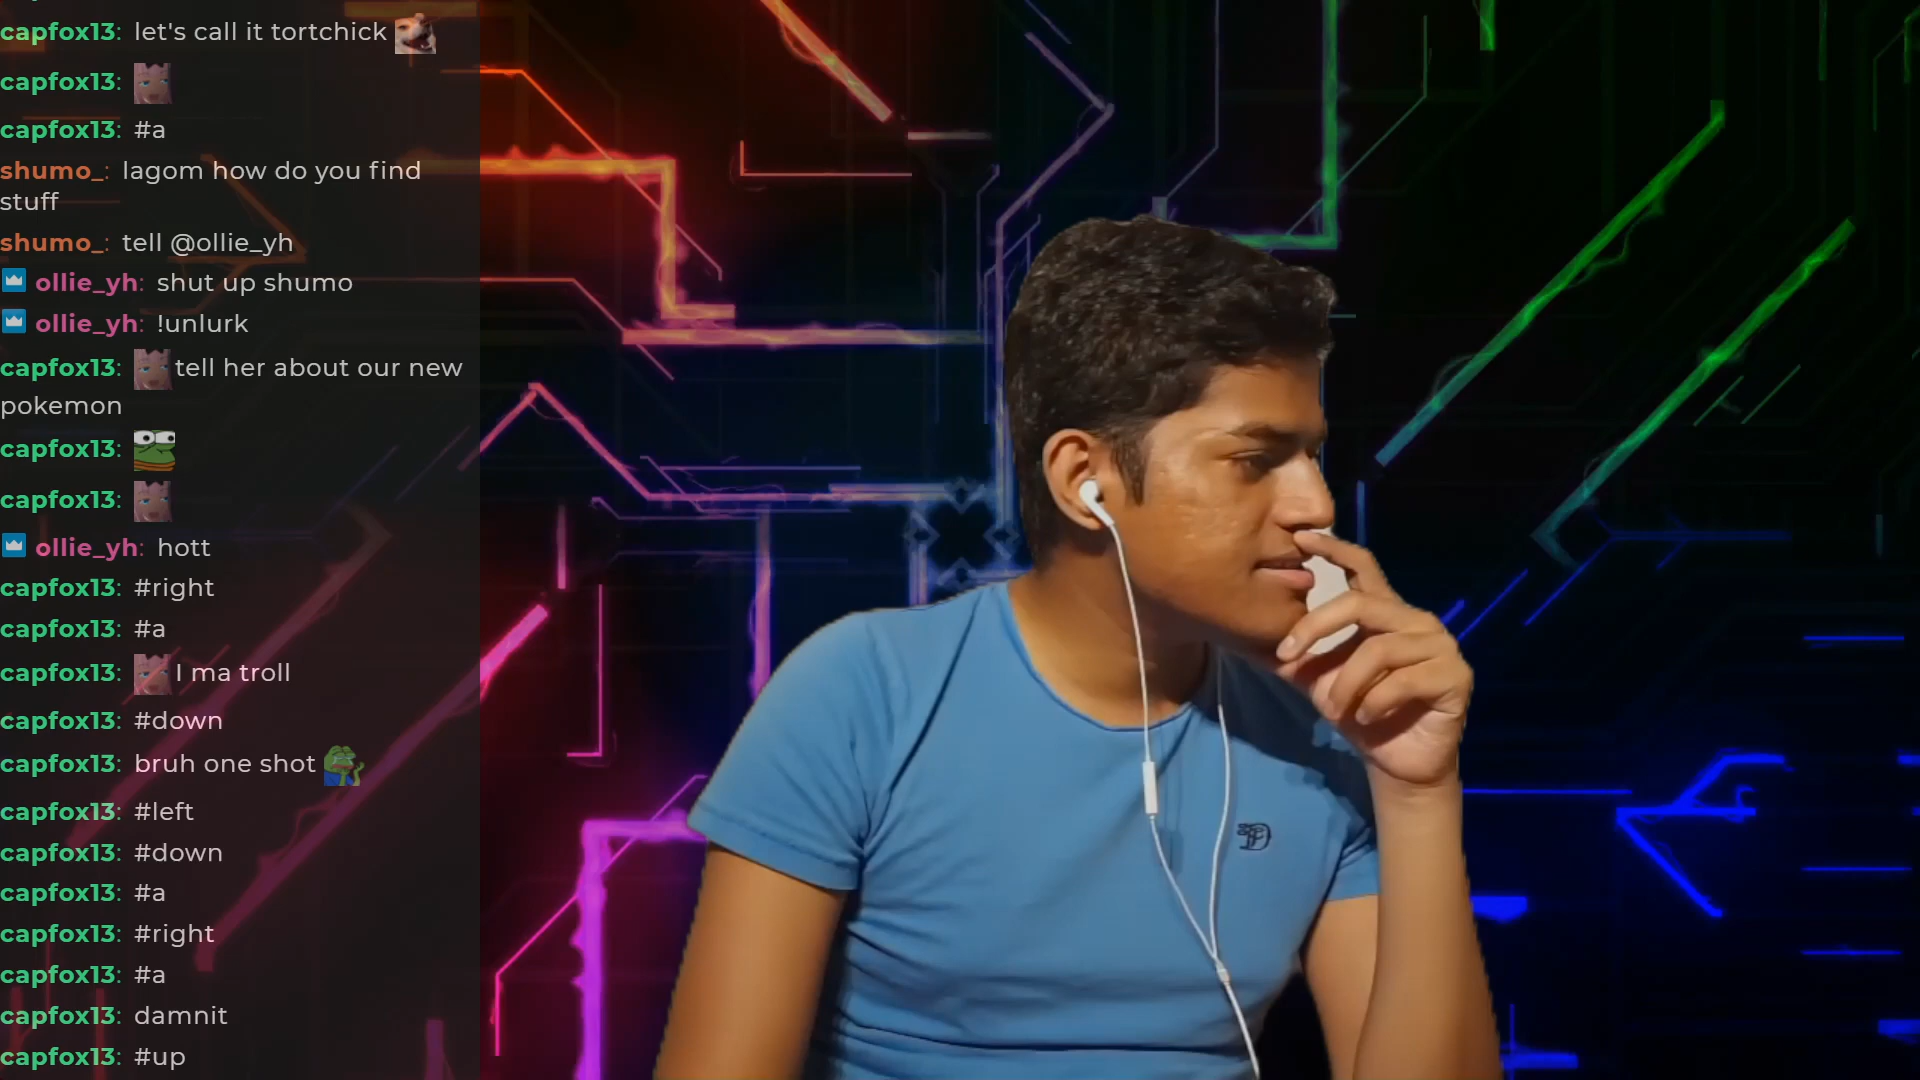 capfox13: let's call it tortchick
capfox13:
capfox13: #a
shumo_: lagom how do you find
stuff
shumo_: tell @ollie_yh
ollie_yh: shut up shumo
ollie_yh: !unlurk
capfox13: tell her about our new
pokemon
capfox13:
capfox13:
ollie_yh: hott
capfox13: #right
capfox13: #a
capfox13: I ma troll
capfox13: #down
capfox13: bruh one shot
capfox13: #left
capfox13: #down
capfox13: #a
capfox13: #right
capfox13: #a
capfox13: damnit
capfox13: #up